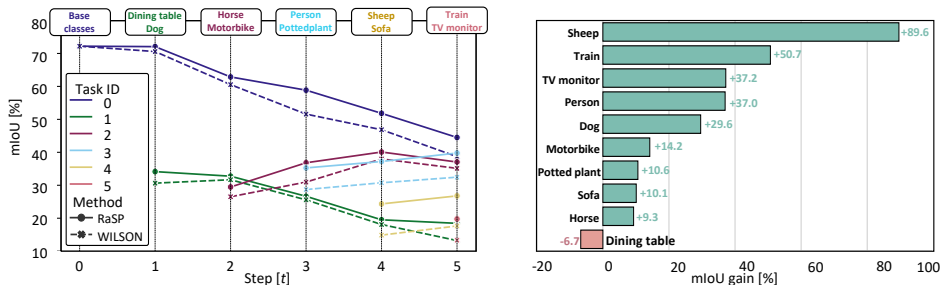 Base
classes
Dining table
Dog
Horse
Motorbike
Person
Pottedplant
Sheep
Sofa
Train
TV monitor
mIoU [%]
80
70
60
50
40
30
20
10
Task ID
0
1
2
3
4
5
Method
RaSP
WILSON
0 1 2 3 4 5
Step [t]
Sheep +89.6
Train +50.7
TV monitor +37.2
Person +37.0
Dog +29.6
Motorbike +14.2
Potted plant +10.6
Sofa +10.1
Horse +9.3
-6.7 Dining table
-20 0 20 40 60 80 100
mIoU gain [%]